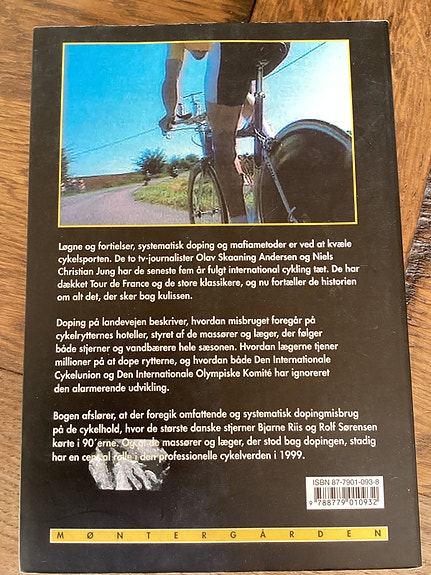 Løgne og fortielser, systematisk doping og mafiametoder er ved at kvæle
cykelsporten. De to tv-journalister Olav Skaaning Andersen og Niels
Christian Jung har de seneste fem år fulgt international cykling tæt. De har
dækket Tour de France og de store klassikere, og nu fortæller de historien
om alt det, der sker bag kulissen.
Doping på landevejen beskriver, hvordan misbruget foregår på
cykelrytternes hoteller, styret af de massører og læger, der følger
både stjerner og vandbærere hele sæsonen. Hvordan lægerne tjener
millioner på at dope rytterne, og hvordan både Den Internationale
Cykelunion og Den Internationale Olympiske Komité har ignoreret
den alarmerende udvikling.
Bogen afslører, at der foregik omfattende og systematisk dopingmisbrug
på de cykelhold, hvor de største danske stjerner Bjarne Riis og Rolf Sørensen
kørte i 90´erne. Og at de massører og læger, der stod bag dopingen, stadig
har en central rolle i den professionelle cykelverden i 1999.
ISBN 87-7901-093-8
9 788779 010932
MØNTERGÅRDEN